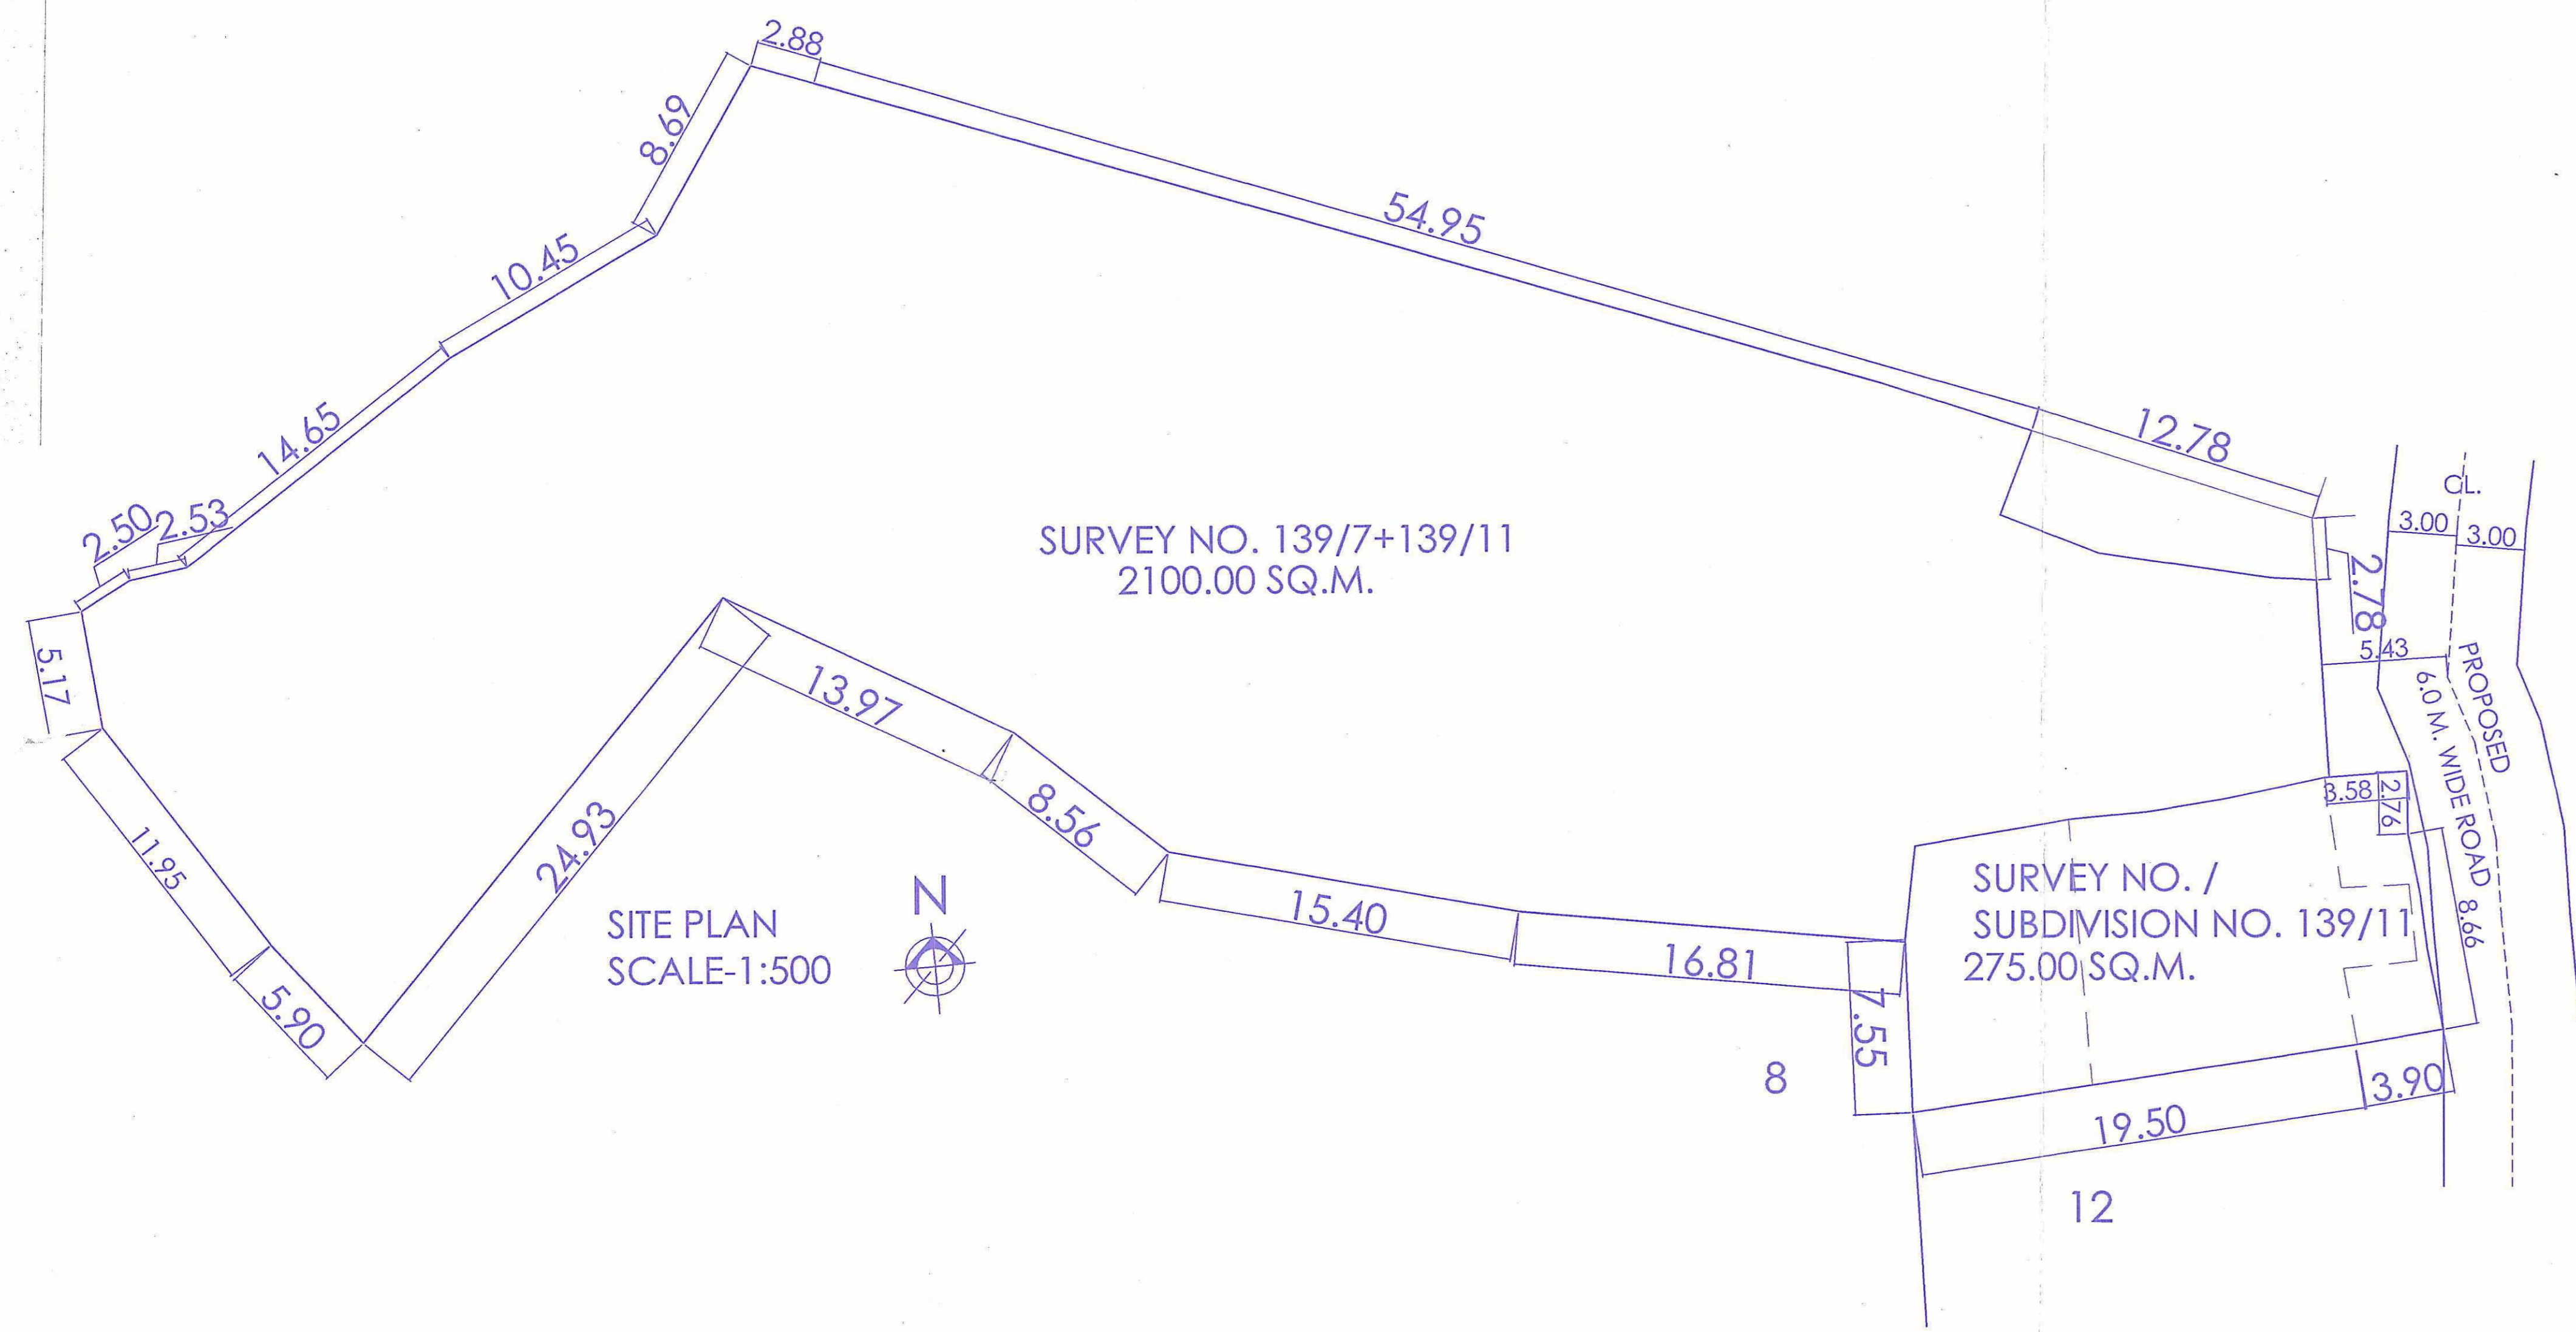 2.88
8.69
54.95
10.45
12.78
14.65
CL.
3.00
3.00
2.50
2.53
SURVEY NO. 139/7+139/11
2100.00 SQ.M.
2.78
5.43
5.17
PROPOSED
6.0 M. WIDE ROAD
13.97
3.58
2.76
8.56
11.95
24.93
SURVEY NO. /
SUBDIVISION NO. 139/11
275.00 SQ.M.
8.66
N
SITE PLAN
SCALE-1:500
15.40
16.81
5.90
7.55
8
3.90
19.50
12